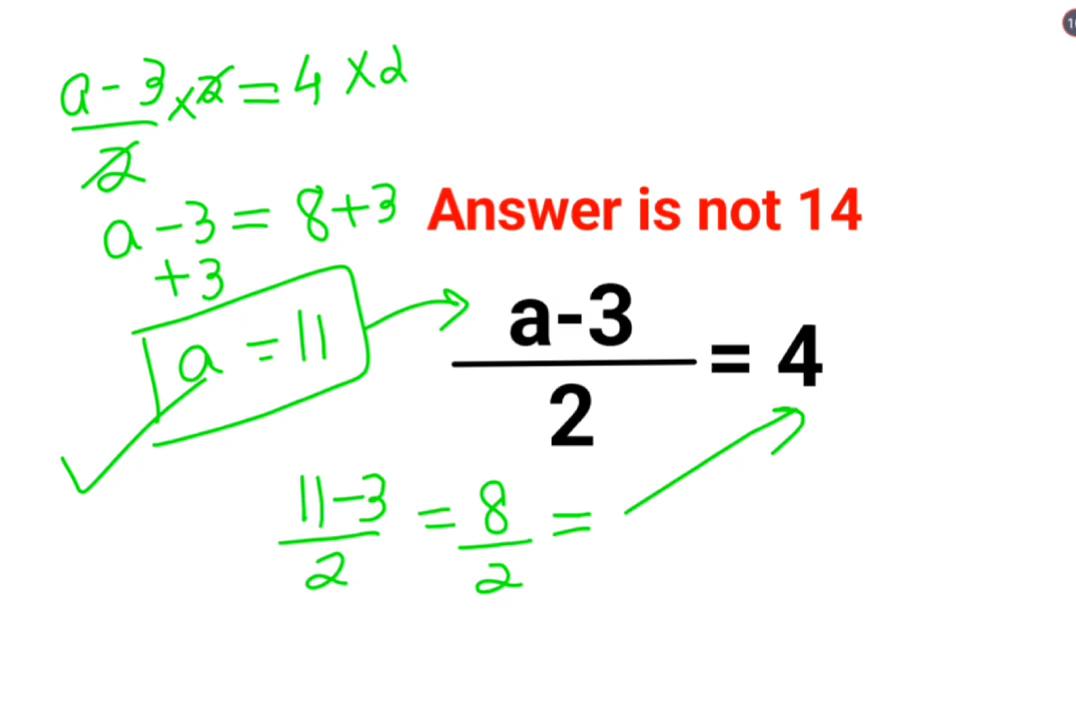 a-3/2 ×2 = 4 ×2
a-3 = 8+3
+3
a = 11
Answer is not 14
a-3/2 = 4
11-3/2 = 8/2 =